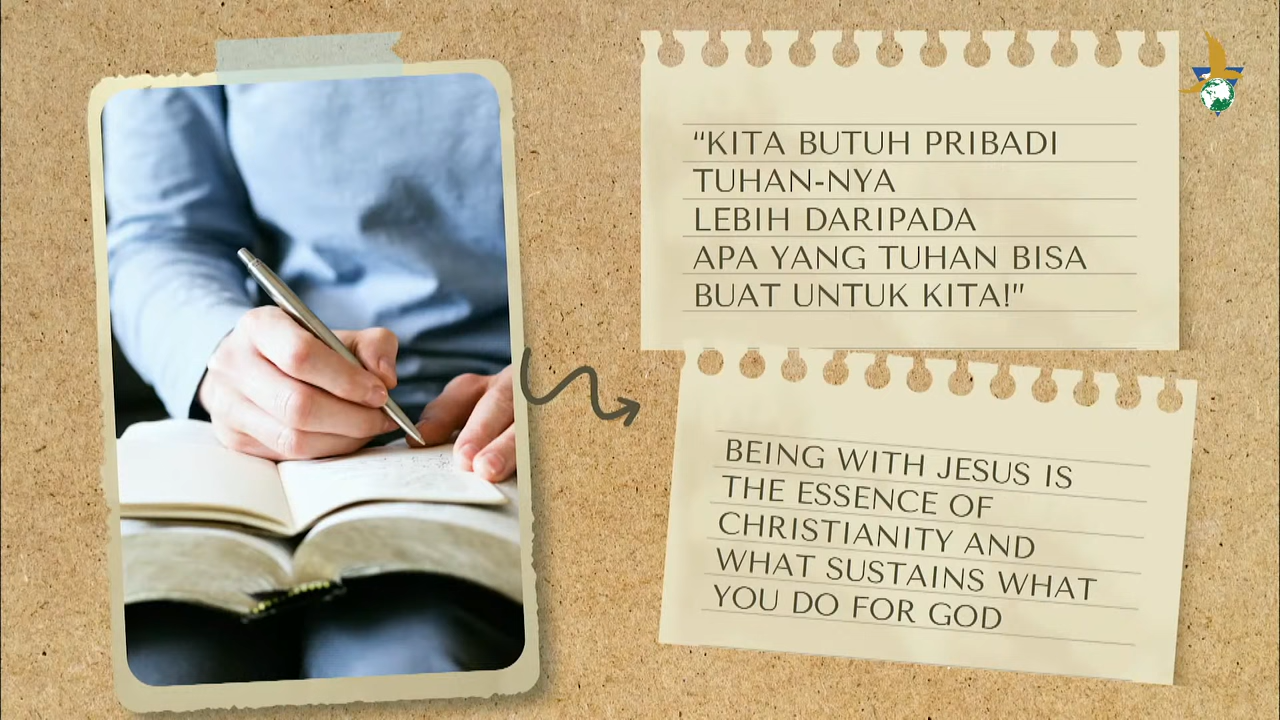 “KITA BUTUH PRIBADI
TUHAN-NYA
LEBIH DARIPADA
APA YANG TUHAN BISA
BUAT UNTUK KITA!”
BEING WITH JESUS IS
THE ESSENCE OF
CHRISTIANITY AND
WHAT SUSTAINS WHAT
YOU DO FOR GOD